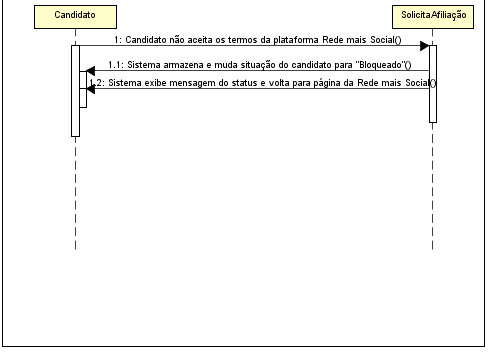 Candidato
SolicitaAfiliação
1: Candidato não aceita os termos da plataforma Rede mais Social()
1.1: Sistema armazena e muda situação do candidato para "Bloqueado"()
1.2: Sistema exibe mensagem do status e volta para página da Rede mais Social()